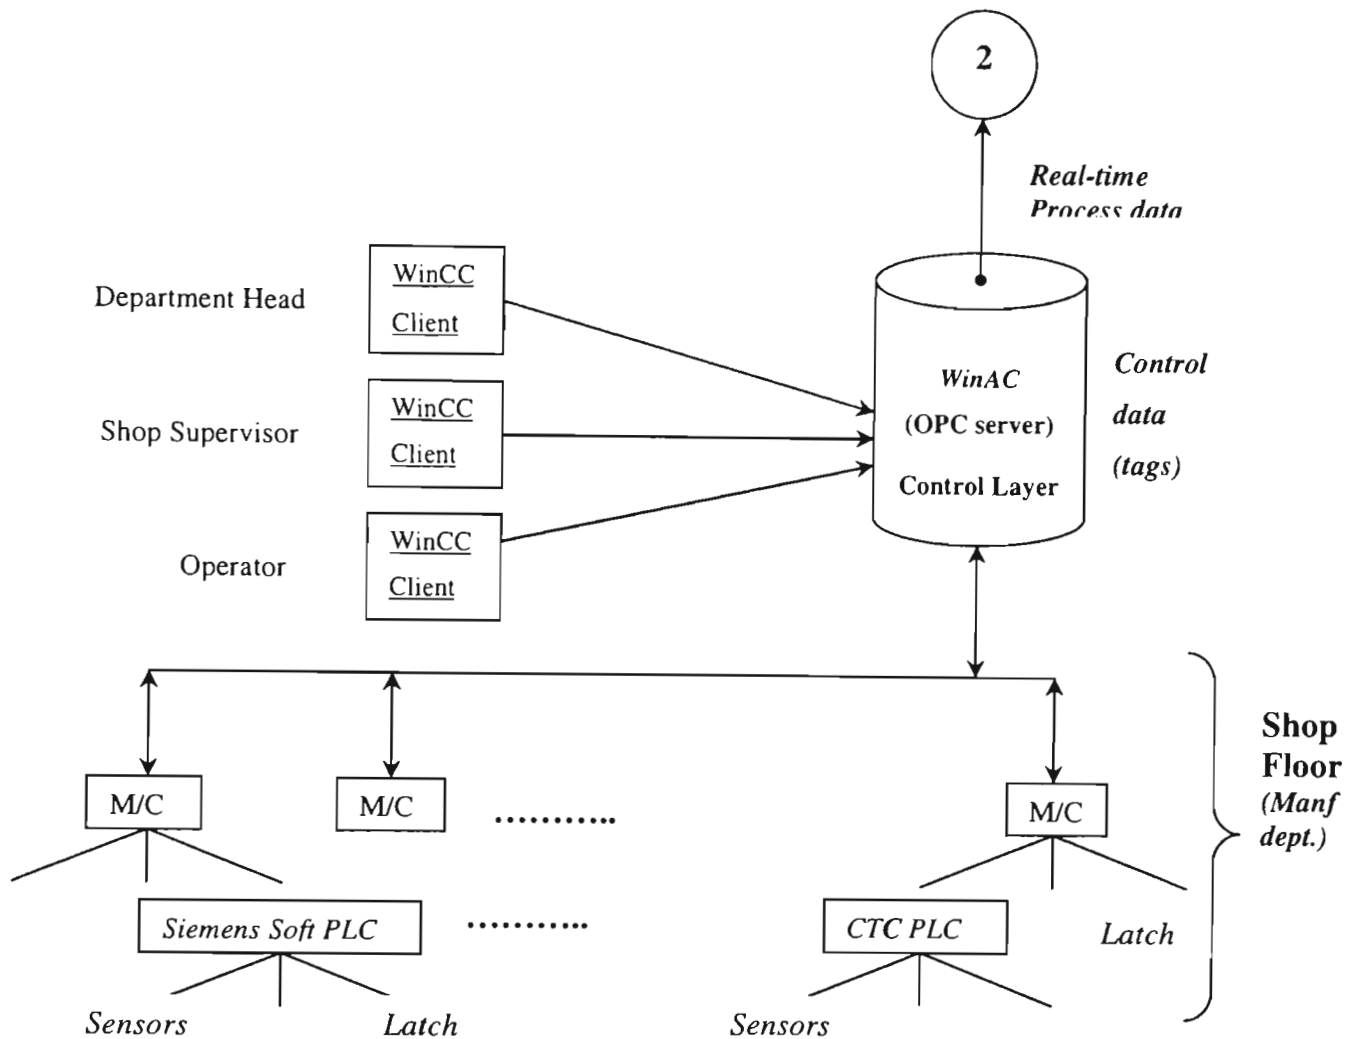 2
Real-time
Process data
Department Head
WinCC
Client
Shop Supervisor
WinCC
Client
Operator
WinCC
Client
WinAC
(OPC server)
Control Layer
Control
data
(tags)
M/C
M/C
............
M/C
Shop
Floor
(Manf
dept.)
Siemens Soft PLC
............
CTC PLC
Latch
Sensors
Latch
Sensors